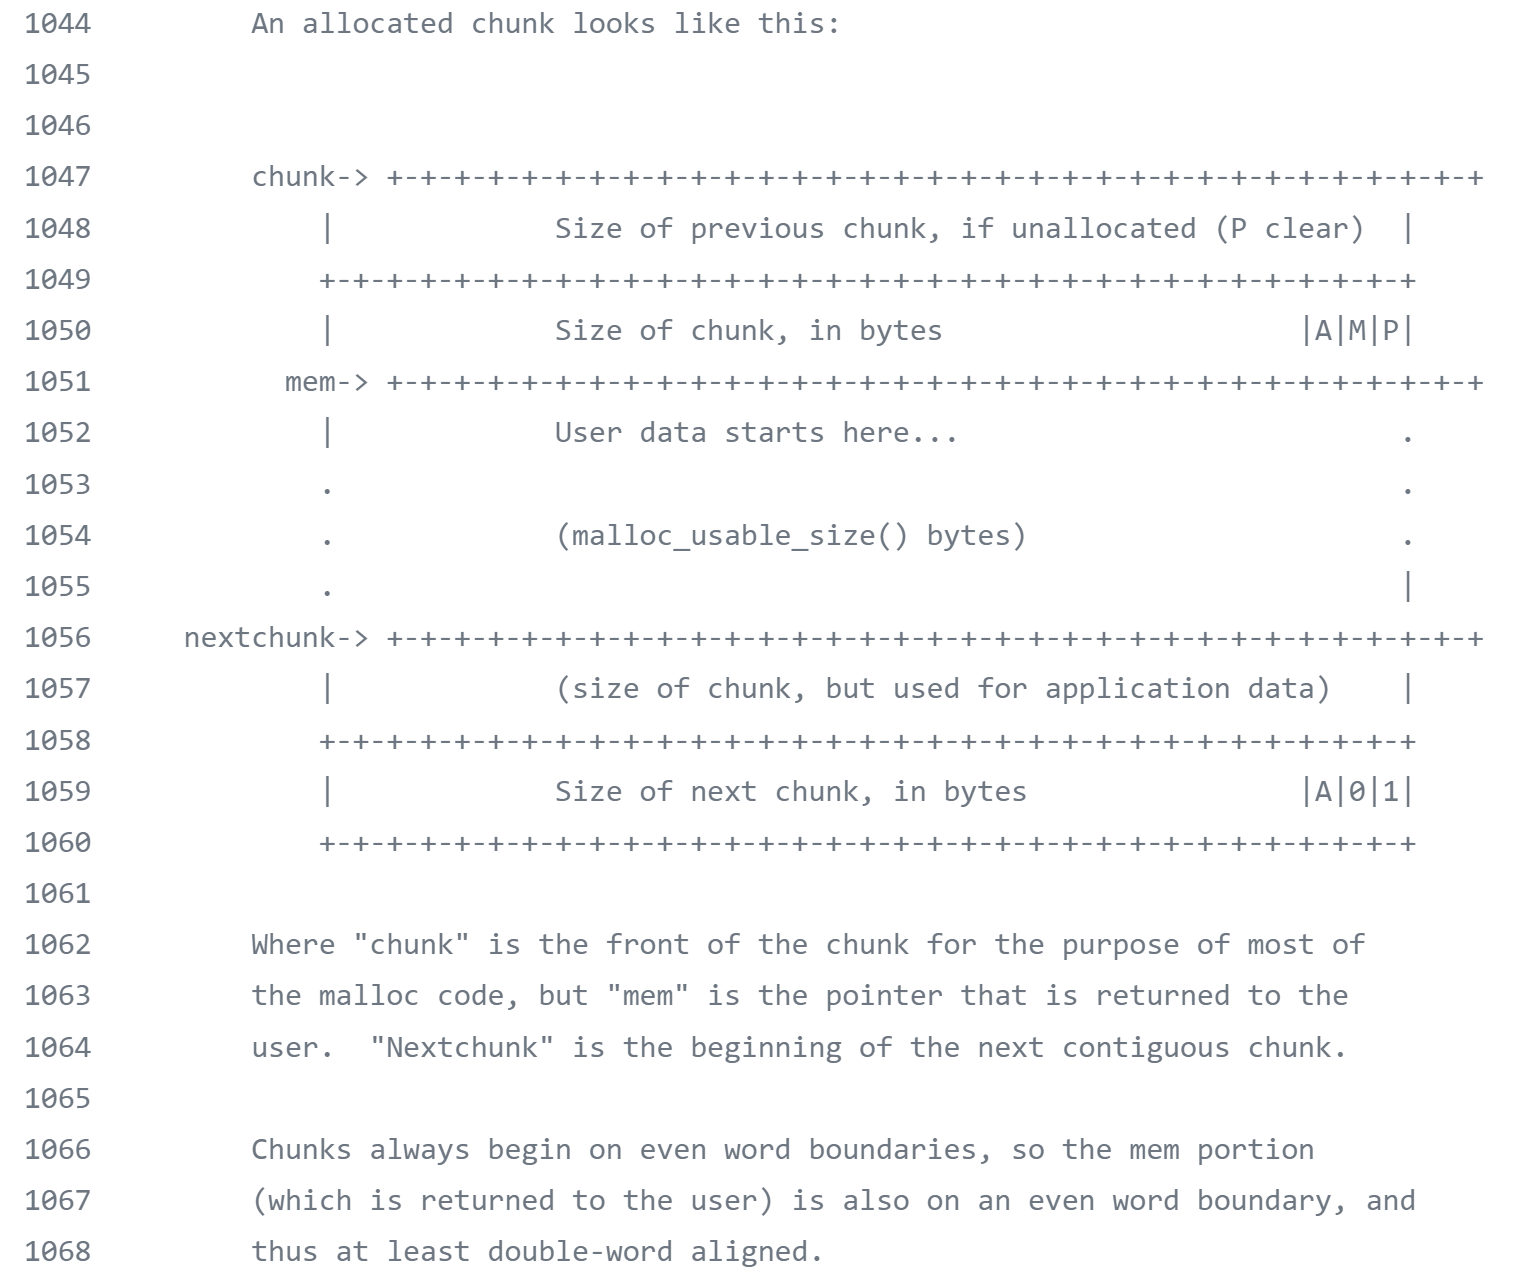 1044 An allocated chunk looks like this:
1045
1046
1047 chunk-> +-+-+-+-+-+-+-+-+-+-+-+-+-+-+-+-+-+-+-+-+-+-+-+-+-+-+-+-+-+-+-+-+-+
1048 | Size of previous chunk, if unallocated (P clear) |
1049 +-+-+-+-+-+-+-+-+-+-+-+-+-+-+-+-+-+-+-+-+-+-+-+-+-+-+-+-+-+-+-+-+-+
1050 | Size of chunk, in bytes |A|M|P|
1051 mem-> +-+-+-+-+-+-+-+-+-+-+-+-+-+-+-+-+-+-+-+-+-+-+-+-+-+-+-+-+-+-+-+-+-+
1052 | User data starts here... .
1053 . .
1054 . (malloc_usable_size() bytes) .
1055 . |
1056 nextchunk-> +-+-+-+-+-+-+-+-+-+-+-+-+-+-+-+-+-+-+-+-+-+-+-+-+-+-+-+-+-+-+-+-+-+
1057 | (size of chunk, but used for application data) |
1058 +-+-+-+-+-+-+-+-+-+-+-+-+-+-+-+-+-+-+-+-+-+-+-+-+-+-+-+-+-+-+-+-+-+
1059 | Size of next chunk, in bytes |A|0|1|
1060 +-+-+-+-+-+-+-+-+-+-+-+-+-+-+-+-+-+-+-+-+-+-+-+-+-+-+-+-+-+-+-+-+-+
1061
1062 Where "chunk" is the front of the chunk for the purpose of most of
1063 the malloc code, but "mem" is the pointer that is returned to the
1064 user.  "Nextchunk" is the beginning of the next contiguous chunk.
1065
1066 Chunks always begin on even word boundaries, so the mem portion
1067 (which is returned to the user) is also on an even word boundary, and
1068 thus at least double-word aligned.